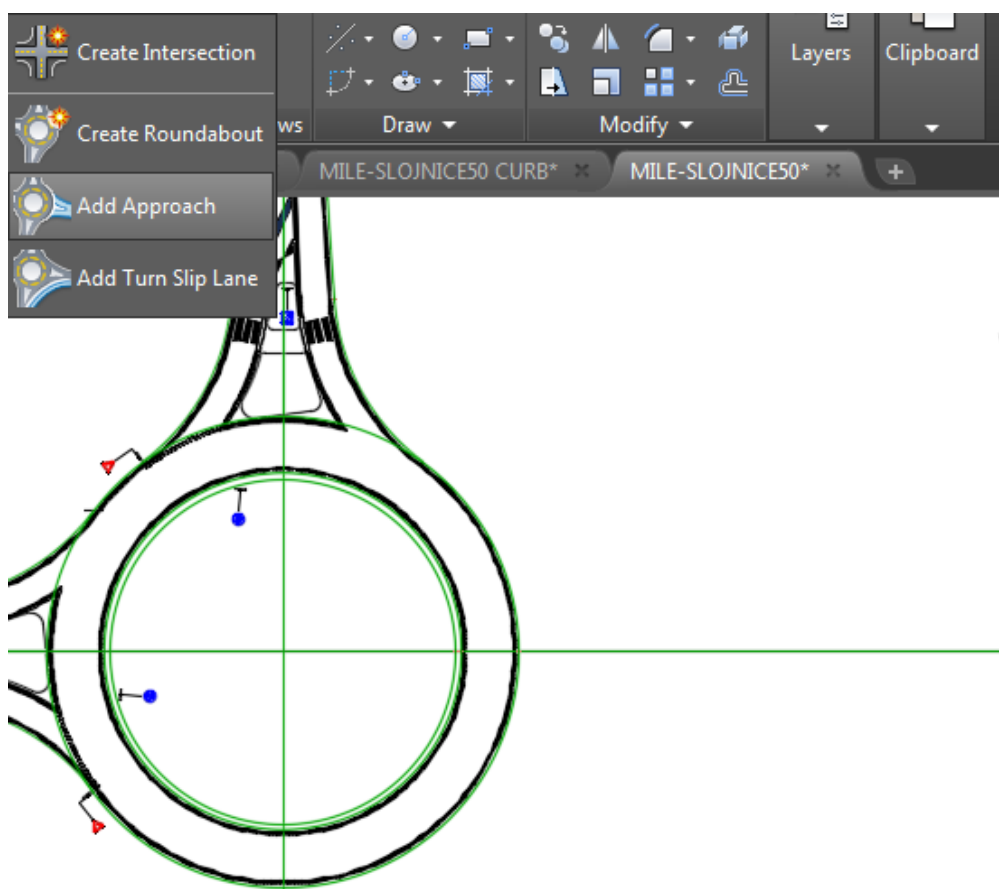 Create Intersection
Create Roundabout
Add Approach
Add Turn Slip Lane
ws
Draw
Modify
Layers
Clipboard
MILE-SLOJNICE50 CURB*
MILE-SLOJNICE50*